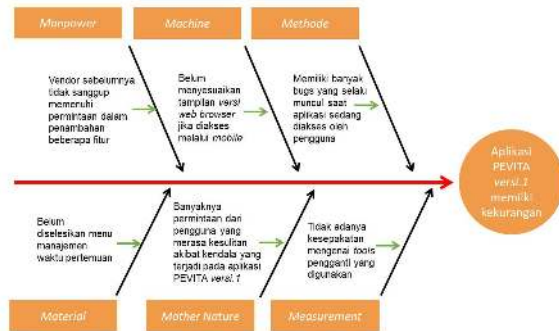 Manpower
Machine
Methode
Vendor sebelumnya
tidak sanggup
memenuhi
permintaan dalam
penambahan
beberapa fitur
Belum
menyesuaikan
tampilan versi
web browser
jika diakses
melalui mobile
Memiliki banyak
bugs yang selalu
muncul saat
aplikasi sedang
diakses oleh
pengguna
Aplikasi
PEVITA
versi.1
memilki
kekurangan
Belum
diselesikan menu
manajemen
waktu pertemuan
Banyaknya
permintaan dari
pengguna yang
merasa kesulitan
akibat kendala yang
terjadi pada aplikasi
PEVITA versi.1
Tidak adanya
kesepakatan
mengenai tools
pengganti yang
digunakan
Material
Mother Nature
Measurement